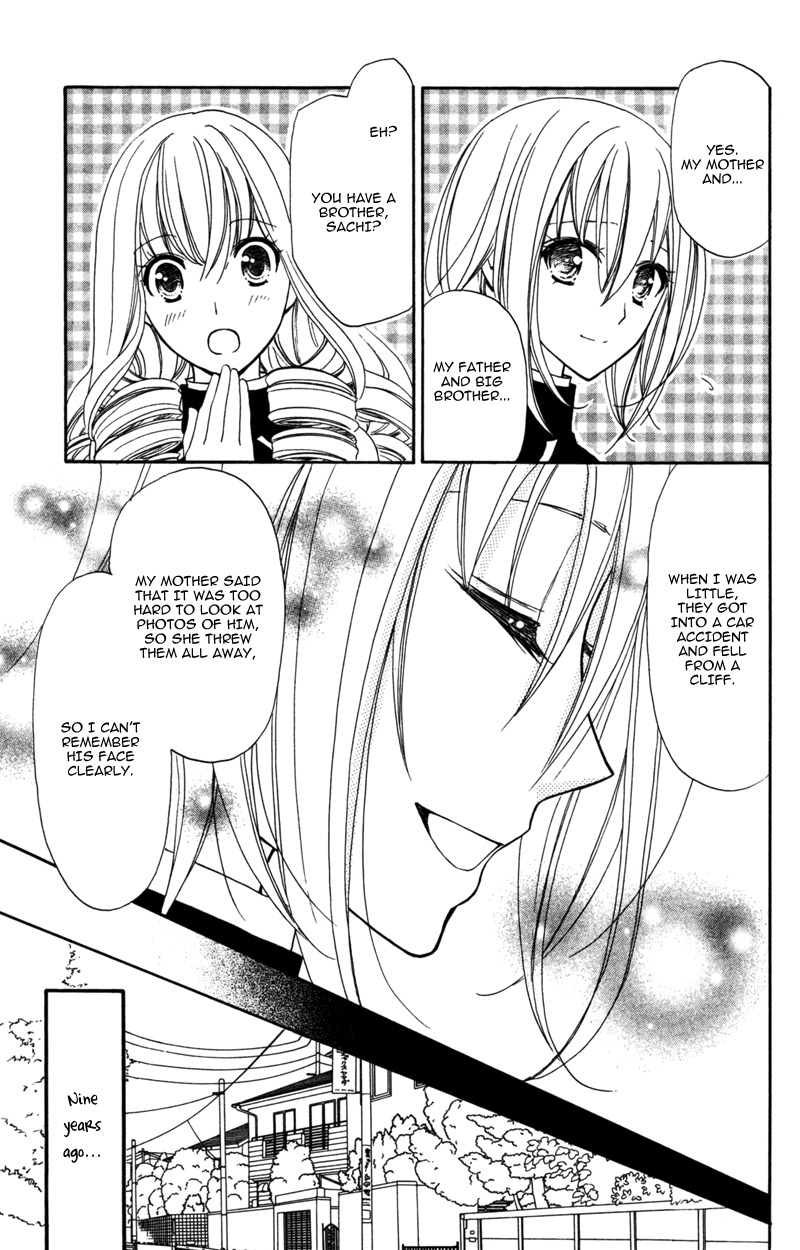 YES.
MY MOTHER
AND...
MY FATHER
AND BIG
BROTHER...
EH?
YOU HAVE A
BROTHER,
SACHI?
WHEN I WAS
LITTLE,
THEY GOT
INTO A CAR
ACCIDENT
AND FELL
FROM A
CLIFF.
MY MOTHER SAID
THAT IT WAS TOO
HARD TO LOOK AT
PHOTOS OF HIM,
SO SHE THREW
THEM ALL AWAY,
SO I CAN'T
REMEMBER
HIS FACE
CLEARLY.
Nine
years
ago...